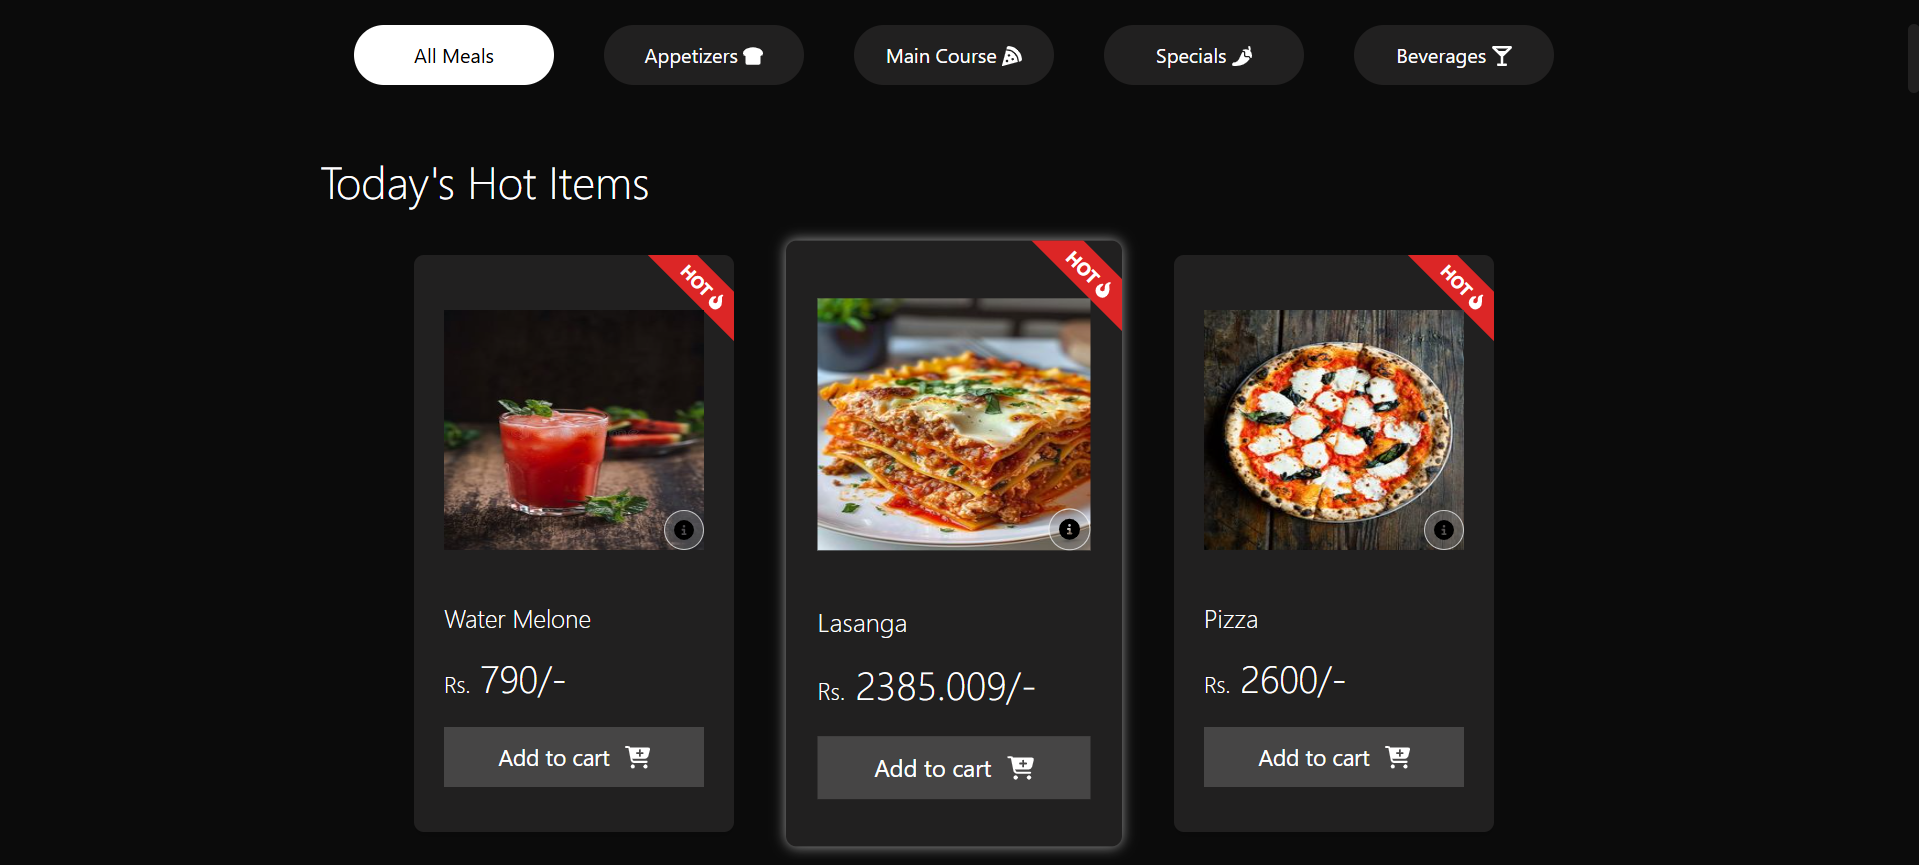 All Meals
Appetizers
Main Course
Specials
Beverages
Today's Hot Items
HOT
Water Melone
Rs. 790/-
Add to cart
HOT
Lasanga
Rs. 2385.009/-
Add to cart
HOT
Pizza
Rs. 2600/-
Add to cart